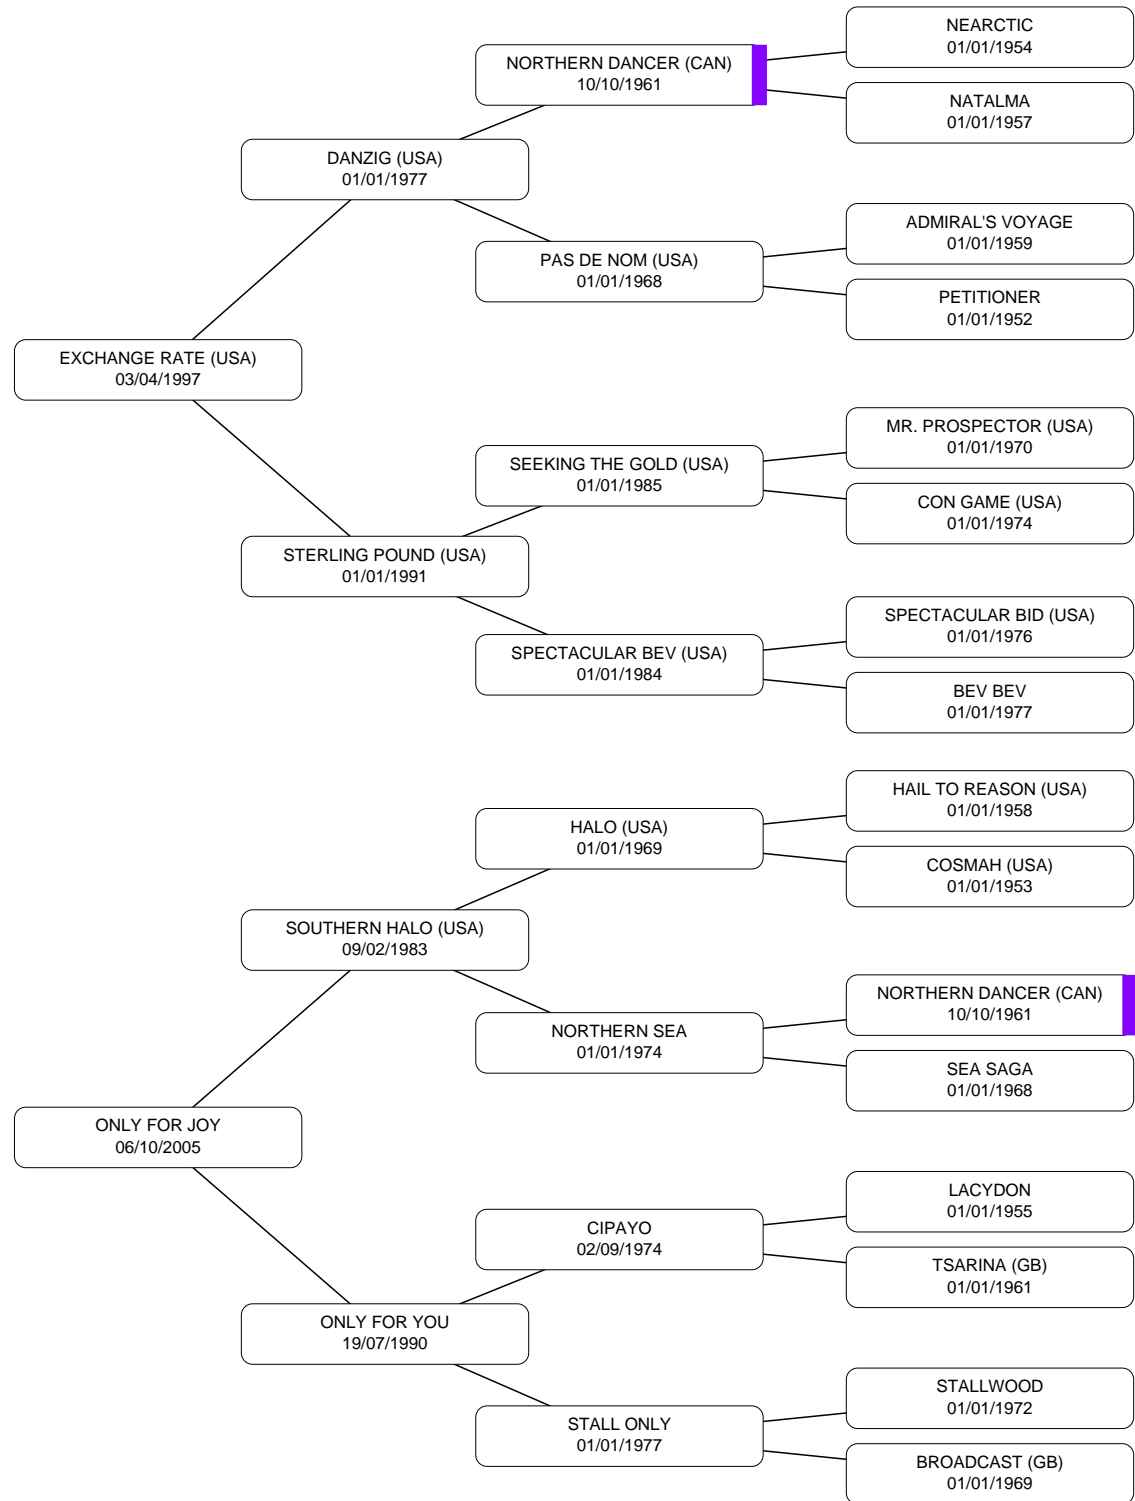 NEARCTIC
01/01/1954
NORTHERN DANCER (CAN)
10/10/1961
NATALMA
01/01/1957
DANZIG (USA)
01/01/1977
ADMIRAL'S VOYAGE
01/01/1959
PAS DE NOM (USA)
01/01/1968
PETITIONER
01/01/1952
EXCHANGE RATE (USA)
03/04/1997
MR. PROSPECTOR (USA)
01/01/1970
SEEKING THE GOLD (USA)
01/01/1985
CON GAME (USA)
01/01/1974
STERLING POUND (USA)
01/01/1991
SPECTACULAR BID (USA)
01/01/1976
SPECTACULAR BEV (USA)
01/01/1984
BEV BEV
01/01/1977
HAIL TO REASON (USA)
01/01/1958
HALO (USA)
01/01/1969
COSMAH (USA)
01/01/1953
SOUTHERN HALO (USA)
09/02/1983
NORTHERN DANCER (CAN)
10/10/1961
NORTHERN SEA
01/01/1974
SEA SAGA
01/01/1968
ONLY FOR JOY
06/10/2005
LACYDON
01/01/1955
CIPAYO
02/09/1974
TSARINA (GB)
01/01/1961
ONLY FOR YOU
19/07/1990
STALLWOOD
01/01/1972
STALL ONLY
01/01/1977
BROADCAST (GB)
01/01/1969